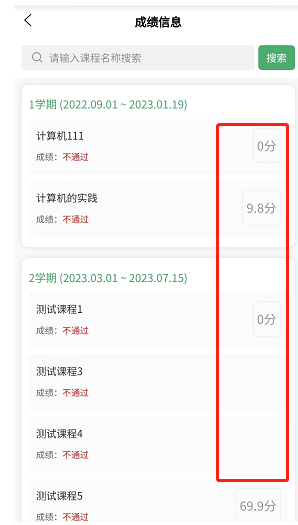 成绩信息
请输入课程名称搜索
搜索
1学期 (2022.09.01 ~ 2023.01.19)
计算机111
0分
成绩：不通过
计算机的实践
9.8分
成绩：不通过
2学期 (2023.03.01 ~ 2023.07.15)
测试课程1
0分
成绩：不通过
测试课程3
成绩：不通过
测试课程4
成绩：不通过
测试课程5
69.9分
成绩：不通过